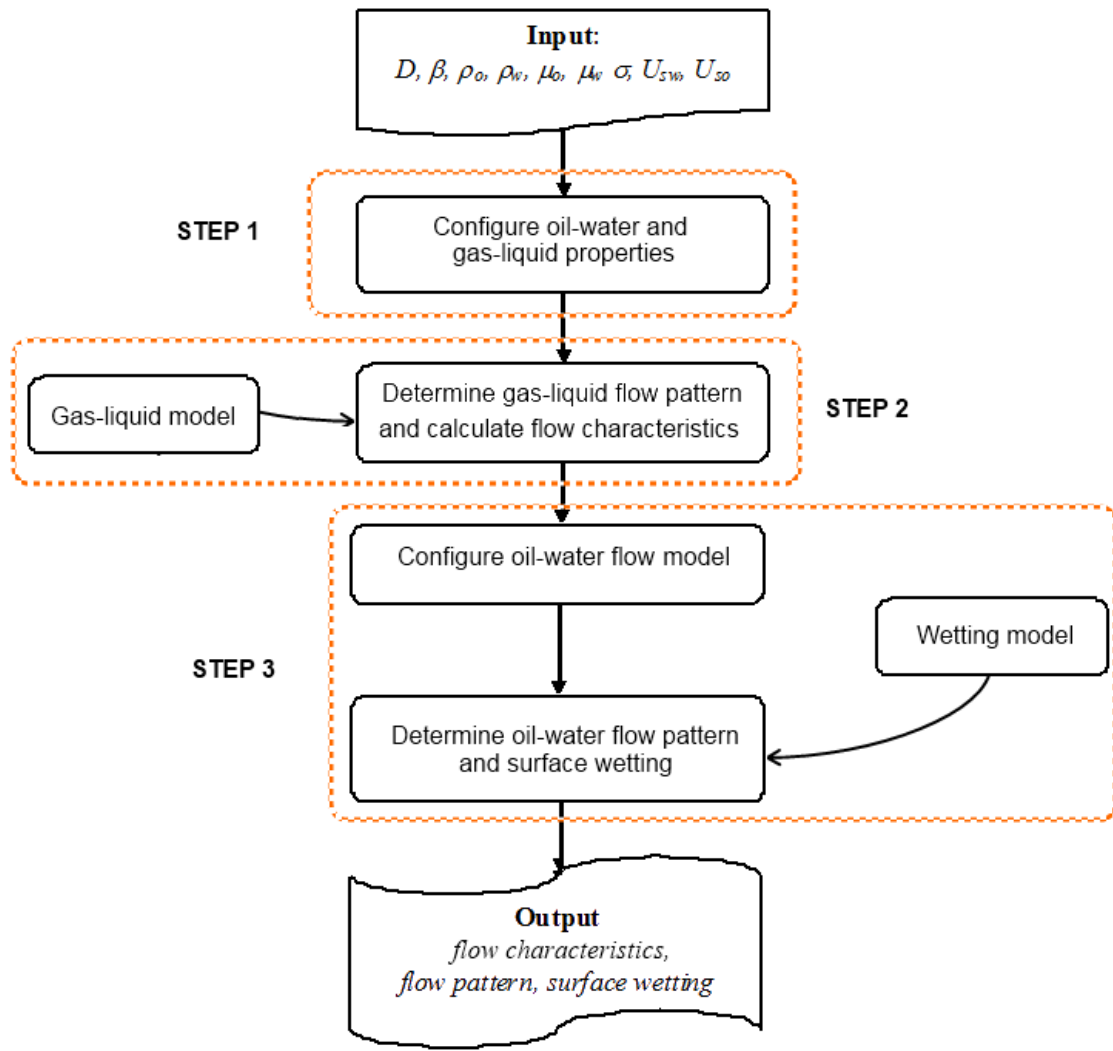 Input:
D, β, ρo, ρw, μo, μw σ, Usw, Uso
STEP 1
Configure oil-water and
gas-liquid properties
Gas-liquid model
Determine gas-liquid flow pattern
and calculate flow characteristics
STEP 2
Configure oil-water flow model
Wetting model
STEP 3
Determine oil-water flow pattern
and surface wetting
Output
flow characteristics,
flow pattern, surface wetting